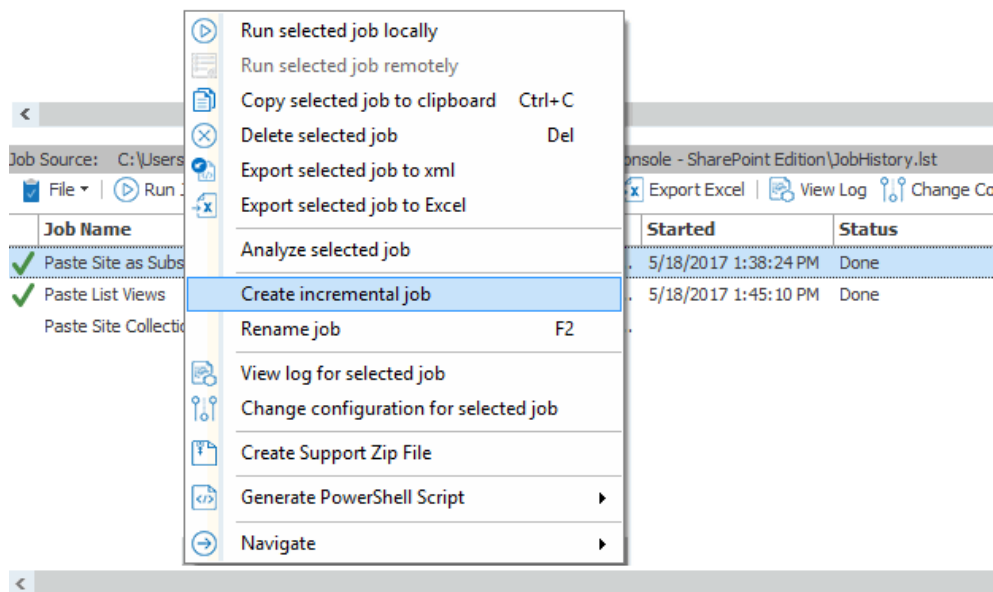 Run selected job locally
Run selected job remotely
Copy selected job to clipboard Ctrl+C
Delete selected job Del
Export selected job to xml
Export selected job to Excel
Analyze selected job
Create incremental job
Rename job F2
View log for selected job
Change configuration for selected job
Create Support Zip File
Generate PowerShell Script
Navigate
Job Source: C:\Users
- SharePoint Edition\JobHistory.lst
File Run
Export Excel View Log Change
Job Name Started Status
Paste Site as 5/18/2017 1:38:24 PM Done
Paste List Views 5/18/2017 1:45:10 PM Done
Paste Site